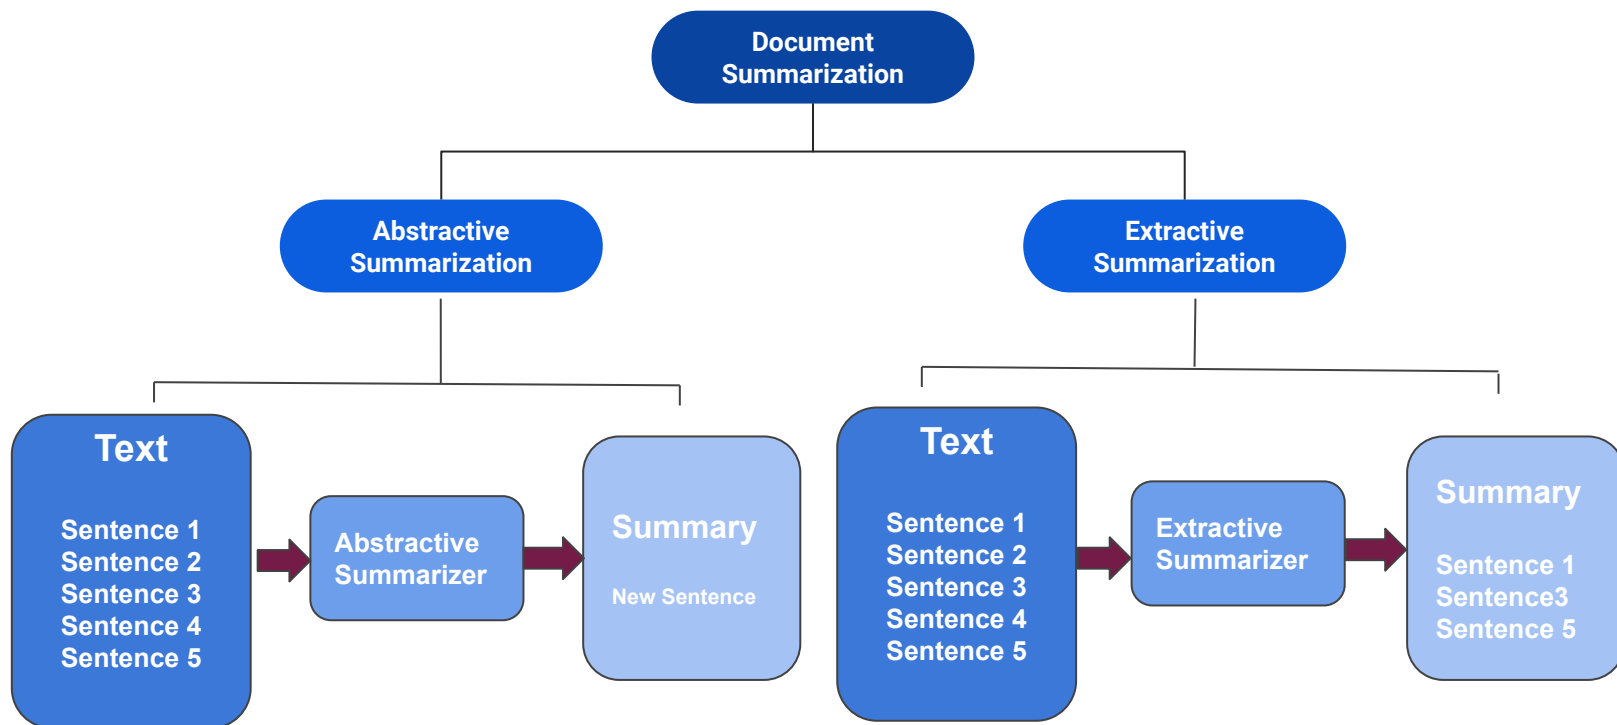 Document
Summarization
Abstractive
Summarization
Extractive
Summarization
Text
Sentence 1
Sentence 2
Sentence 3
Sentence 4
Sentence 5
Abstractive
Summarizer
Summary
New Sentence
Text
Sentence 1
Sentence 2
Sentence 3
Sentence 4
Sentence 5
Extractive
Summarizer
Summary
Sentence 1
Sentence3
Sentence 5